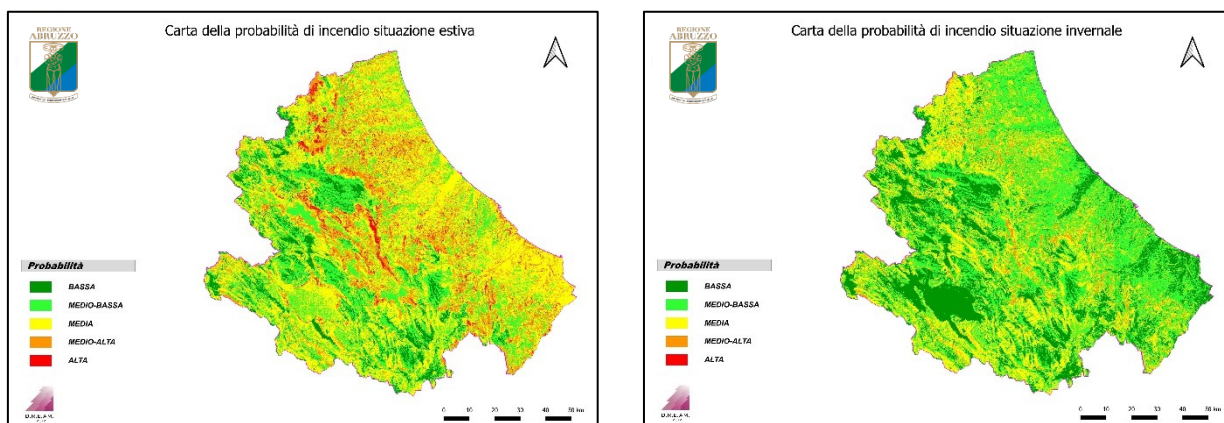 REGIONE
ABRUZZO
Carta della probabilità di incendio situazione estiva
Probabilità
BASSA
MEDIO-BASSA
MEDIA
MEDIO-ALTA
ALTA
0 10 20 30 40 50 km
REGIONE
ABRUZZO
Carta della probabilità di incendio situazione invernale
Probabilità
BASSA
MEDIO-BASSA
MEDIA
MEDIO-ALTA
ALTA
0 10 20 30 40 50 km